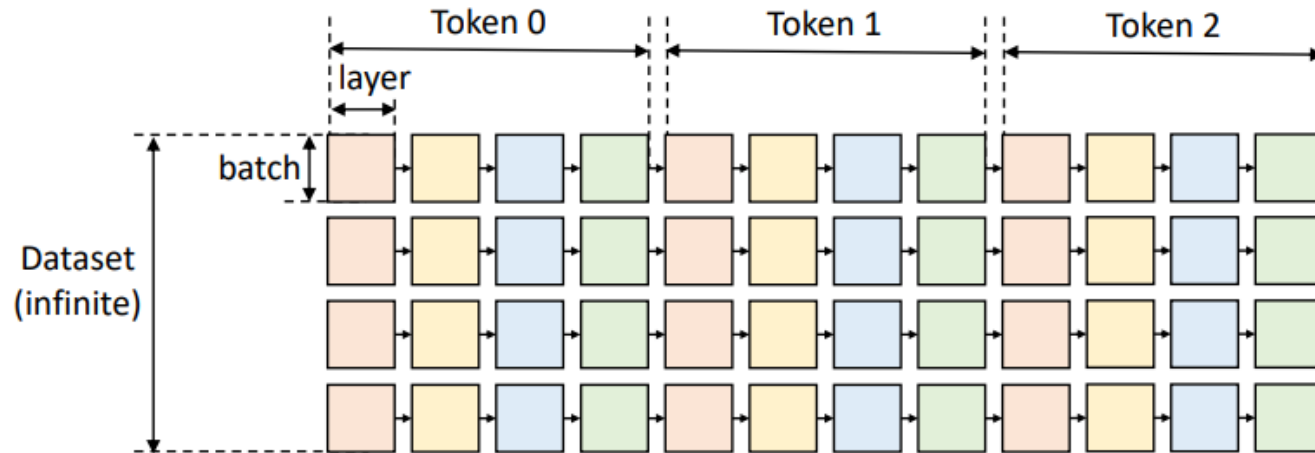 Token 0
Token 1
Token 2
layer
batch
Dataset
(infinite)